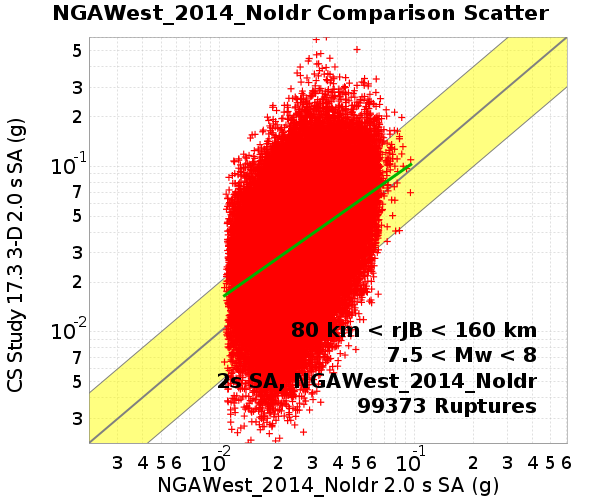 NGAWest_2014_NoIdr Comparison Scatter
CS Study 17.3 3-D 2.0 s SA (g)
5
3
2
10-1
7
5
3
2
10-2
7
5
3
80 km < rJB < 160 km
7.5 < Mw < 8
2s SA, NGAWest_2014_NoIdr
99373 Ruptures
3 4 5 6 10-2 2 3 4 5 6 10-1 2 3 4 5 6
NGAWest_2014_NoIdr 2.0 s SA (g)